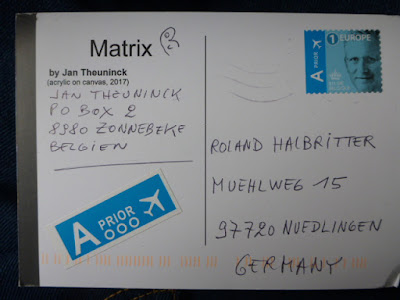 Matrix
by Jan Theuninck
(acrylic on canvas, 2017)
JAN THEUNINCK
PO BOX 2
8980 ZONNEBEKE
BELGIEN
A PRIOR
1 EUROPE
A PRIOR
ROLAND HALBRITTER
MUEHLWEG 15
97720 NUEDLINGEN
GERMANY